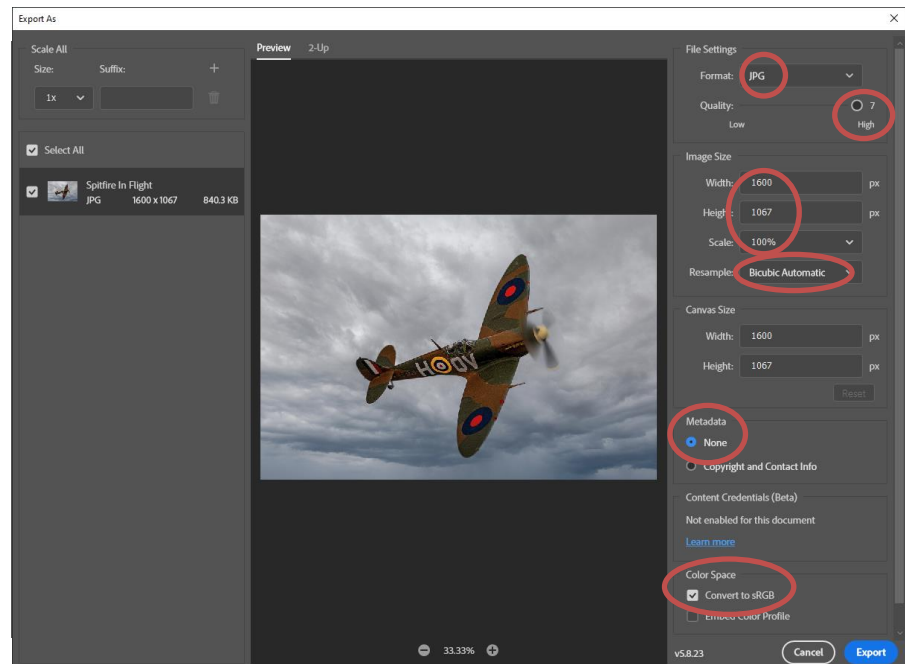 Export As
Scale All
Size: Suffix:
1x
Select All
Spitfire In Flight
JPG 1600 x 1067 840.3 KB
Preview 2-Up
H OV
33.33%
File Settings
Format: JPG
Quality: 7
Low High
Image Size
Width: 1600 px
Height: 1067 px
Scale: 100%
Resample: Bicubic Automatic
Canvas Size
Width: 1600 px
Height: 1067 px
Reset
Metadata
None
Copyright and Contact Info
Content Credentials (Beta)
Not enabled for this document
Learn more
Color Space
Convert to sRGB
Embed Color Profile
v5.8.23 Cancel Export